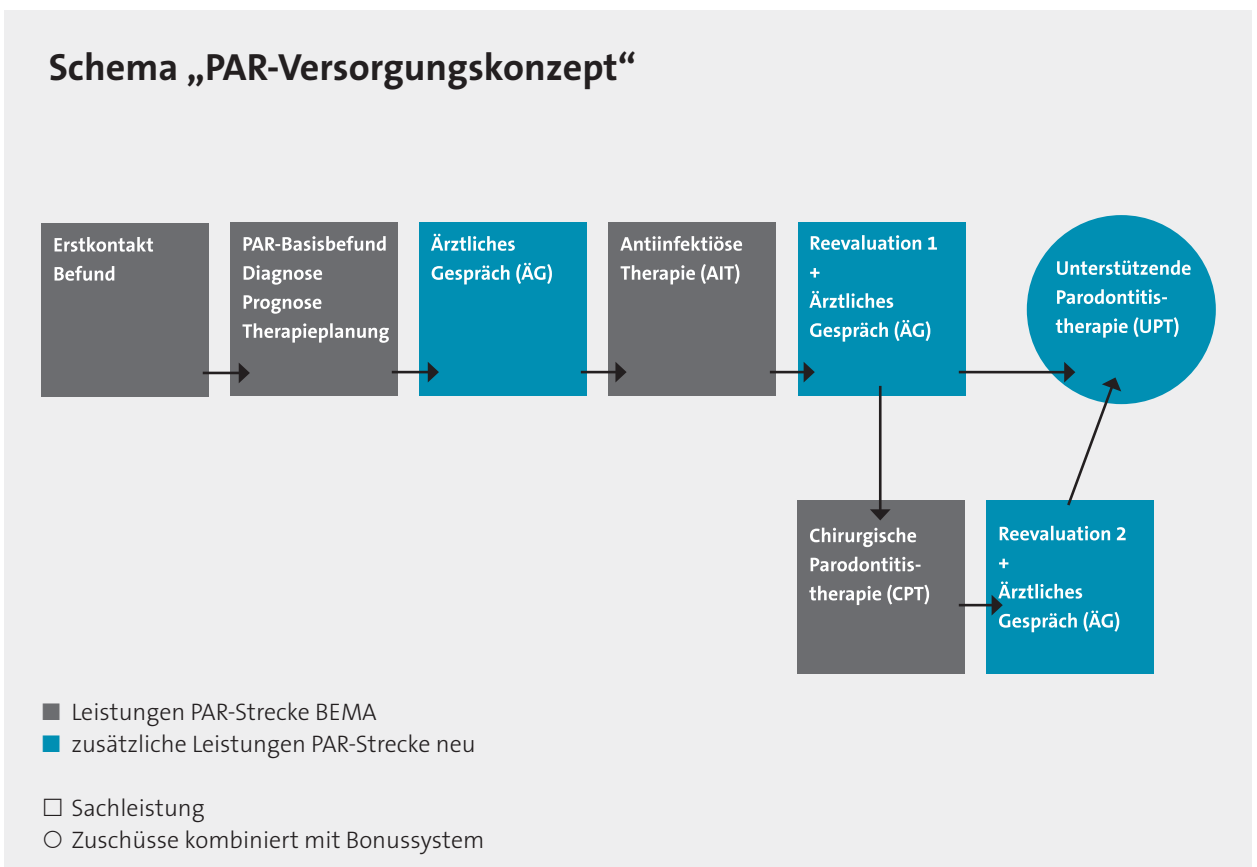 Schema „PAR-Versorgungskonzept“
Erstkontakt
Befund
PAR-Basisbefund
Diagnose
Prognose
Therapieplanung
Ärztliches
Gespräch (ÄG)
Antiinfektiöse
Therapie (AIT)
Reevaluation 1
+
Ärztliches
Gespräch (ÄG)
Unterstützende
Parodontitis-
therapie (UPT)
Chirurgische
Parodontitis-
therapie (CPT)
Reevaluation 2
+
Ärztliches
Gespräch (ÄG)
Leistungen PAR-Strecke BEMA
zusätzliche Leistungen PAR-Strecke neu
Sachleistung
Zuschüsse kombiniert mit Bonussystem